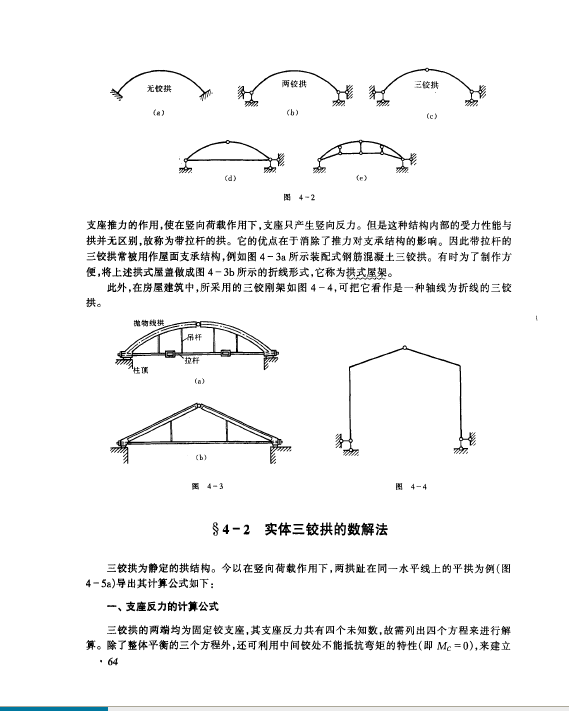 无铰拱
两铰拱
三铰拱
(a)
(b)
(c)
(d)
(e)
图 4-2
支座推力的作用,使在竖向荷载作用下,支座只产生竖向反力。但是这种结构内部的受力性能与
拱并无区别,故称为带拉杆的拱。它的优点在于消除了推力对支承结构的影响。因此带拉杆的
三铰拱常被用作屋面支承结构,例如图 4-3a 所示装配式钢筋混凝土三铰拱。有时为了制作方
便,将上述拱式屋盖做成图 4-3b 所示的折线形式,它称为拱式屋架。
此外,在房屋建筑中,所采用的三铰刚架如图 4-4,可把它看作是一种轴线为折线的三铰
拱。
抛物线拱
吊杆
拉杆
柱顶
(a)
(b)
图 4-3
图 4-4
§4-2 实体三铰拱的数解法
三铰拱为静定的拱结构。今以在竖向荷载作用下,两拱趾在同一水平线上的平拱为例(图
4-5a)导出其计算公式如下:
一、支座反力的计算公式
三铰拱的两端均为固定铰支座,其支座反力共有四个未知数,故需列出四个方程来进行解
算。除了整体平衡的三个方程外,还可利用中间铰处不能抵抗弯矩的特性(即 MC=0),来建立
· 64